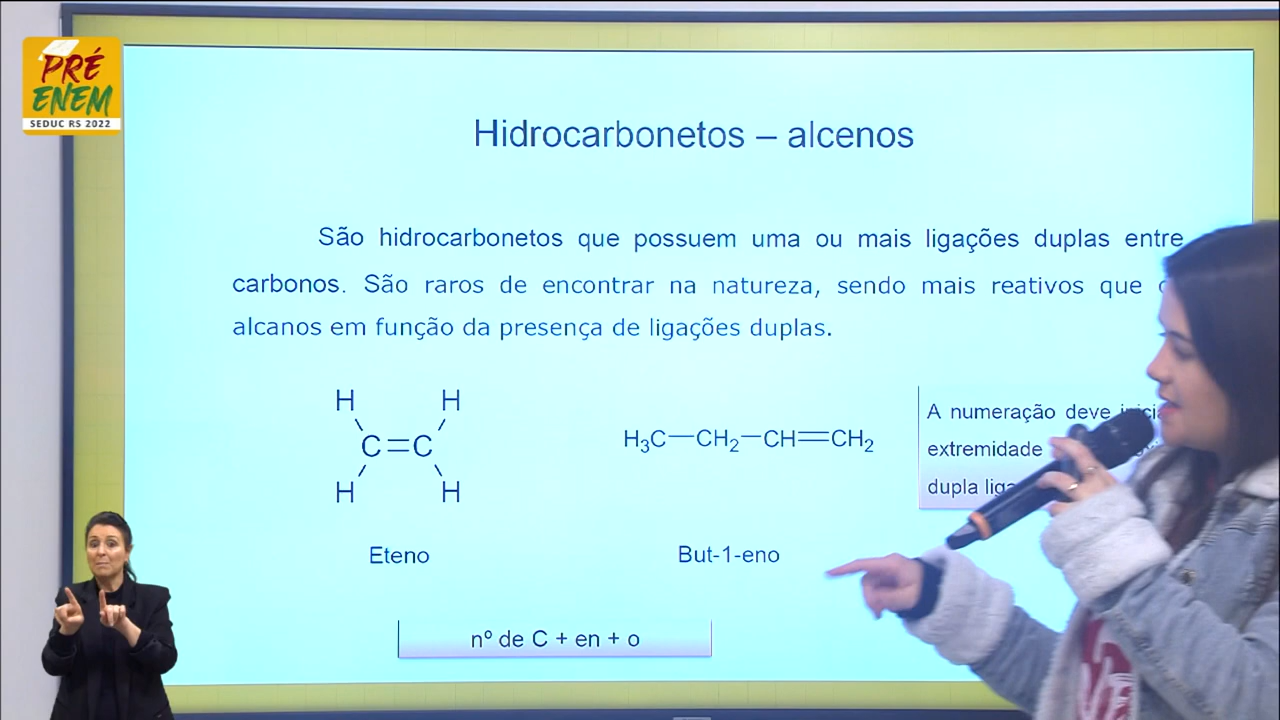 PRÉ
ENEM
SEDUC RS 2022
Hidrocarbonetos – alcenos
São hidrocarbonetos que possuem uma ou mais ligações duplas entre
carbonos. São raros de encontrar na natureza, sendo mais reativos que
alcanos em função da presença de ligações duplas.
H H
C=C
H H
H₃C—CH₂—CH=CH₂
A numeração deve
extremidade
dupla
Eteno
But-1-eno
nº de C + en + o